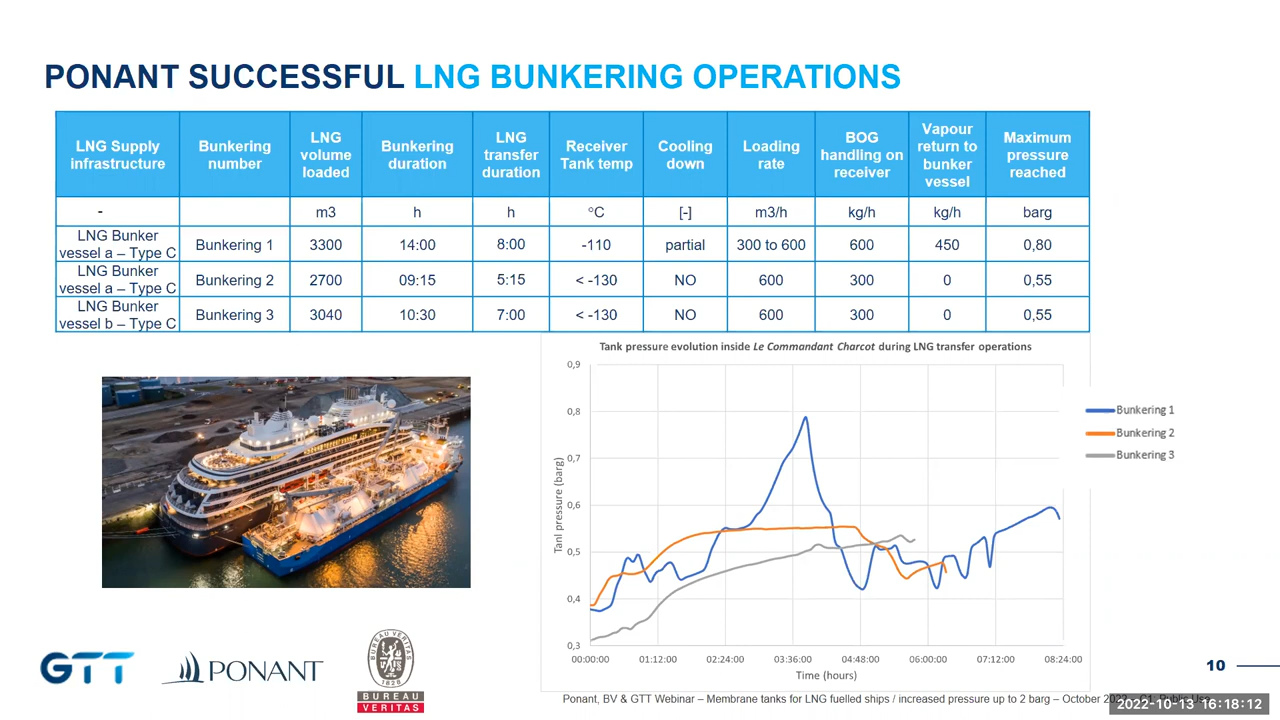 PONANT SUCCESSFUL LNG BUNKERING OPERATIONS
LNG Supply infrastructure
Bunkering number
LNG volume loaded
Bunkering duration
LNG transfer duration
Receiver Tank temp
Cooling down
Loading rate
BOG handling on receiver
Vapour return to bunker vessel
Maximum pressure reached
- m3 h h °C [-] m3/h kg/h kg/h barg
LNG Bunker vessel a – Type C Bunkering 1 3300 14:00 8:00 -110 partial 300 to 600 600 450 0,80
LNG Bunker vessel a – Type C Bunkering 2 2700 09:15 5:15 < -130 NO 600 300 0 0,55
LNG Bunker vessel b – Type C Bunkering 3 3040 10:30 7:00 < -130 NO 600 300 0 0,55
Tank pressure evolution inside Le Commandant Charcot during LNG transfer operations
0,9
0,8
0,7
0,6
0,5
0,4
0,3
Tanl pressure (barg)
00:00:00 01:12:00 02:24:00 03:36:00 04:48:00 06:00:00 07:12:00 08:24:00
Time (hours)
Bunkering 1
Bunkering 2
Bunkering 3
GTT
PONANT
BUREAU VERITAS
1828
BUREAU
VERITAS
10
Ponant, BV & GTT Webinar – Membrane tanks for LNG fuelled ships / increased pressure up to 2 barg – October
2022-10-13 16:18:12